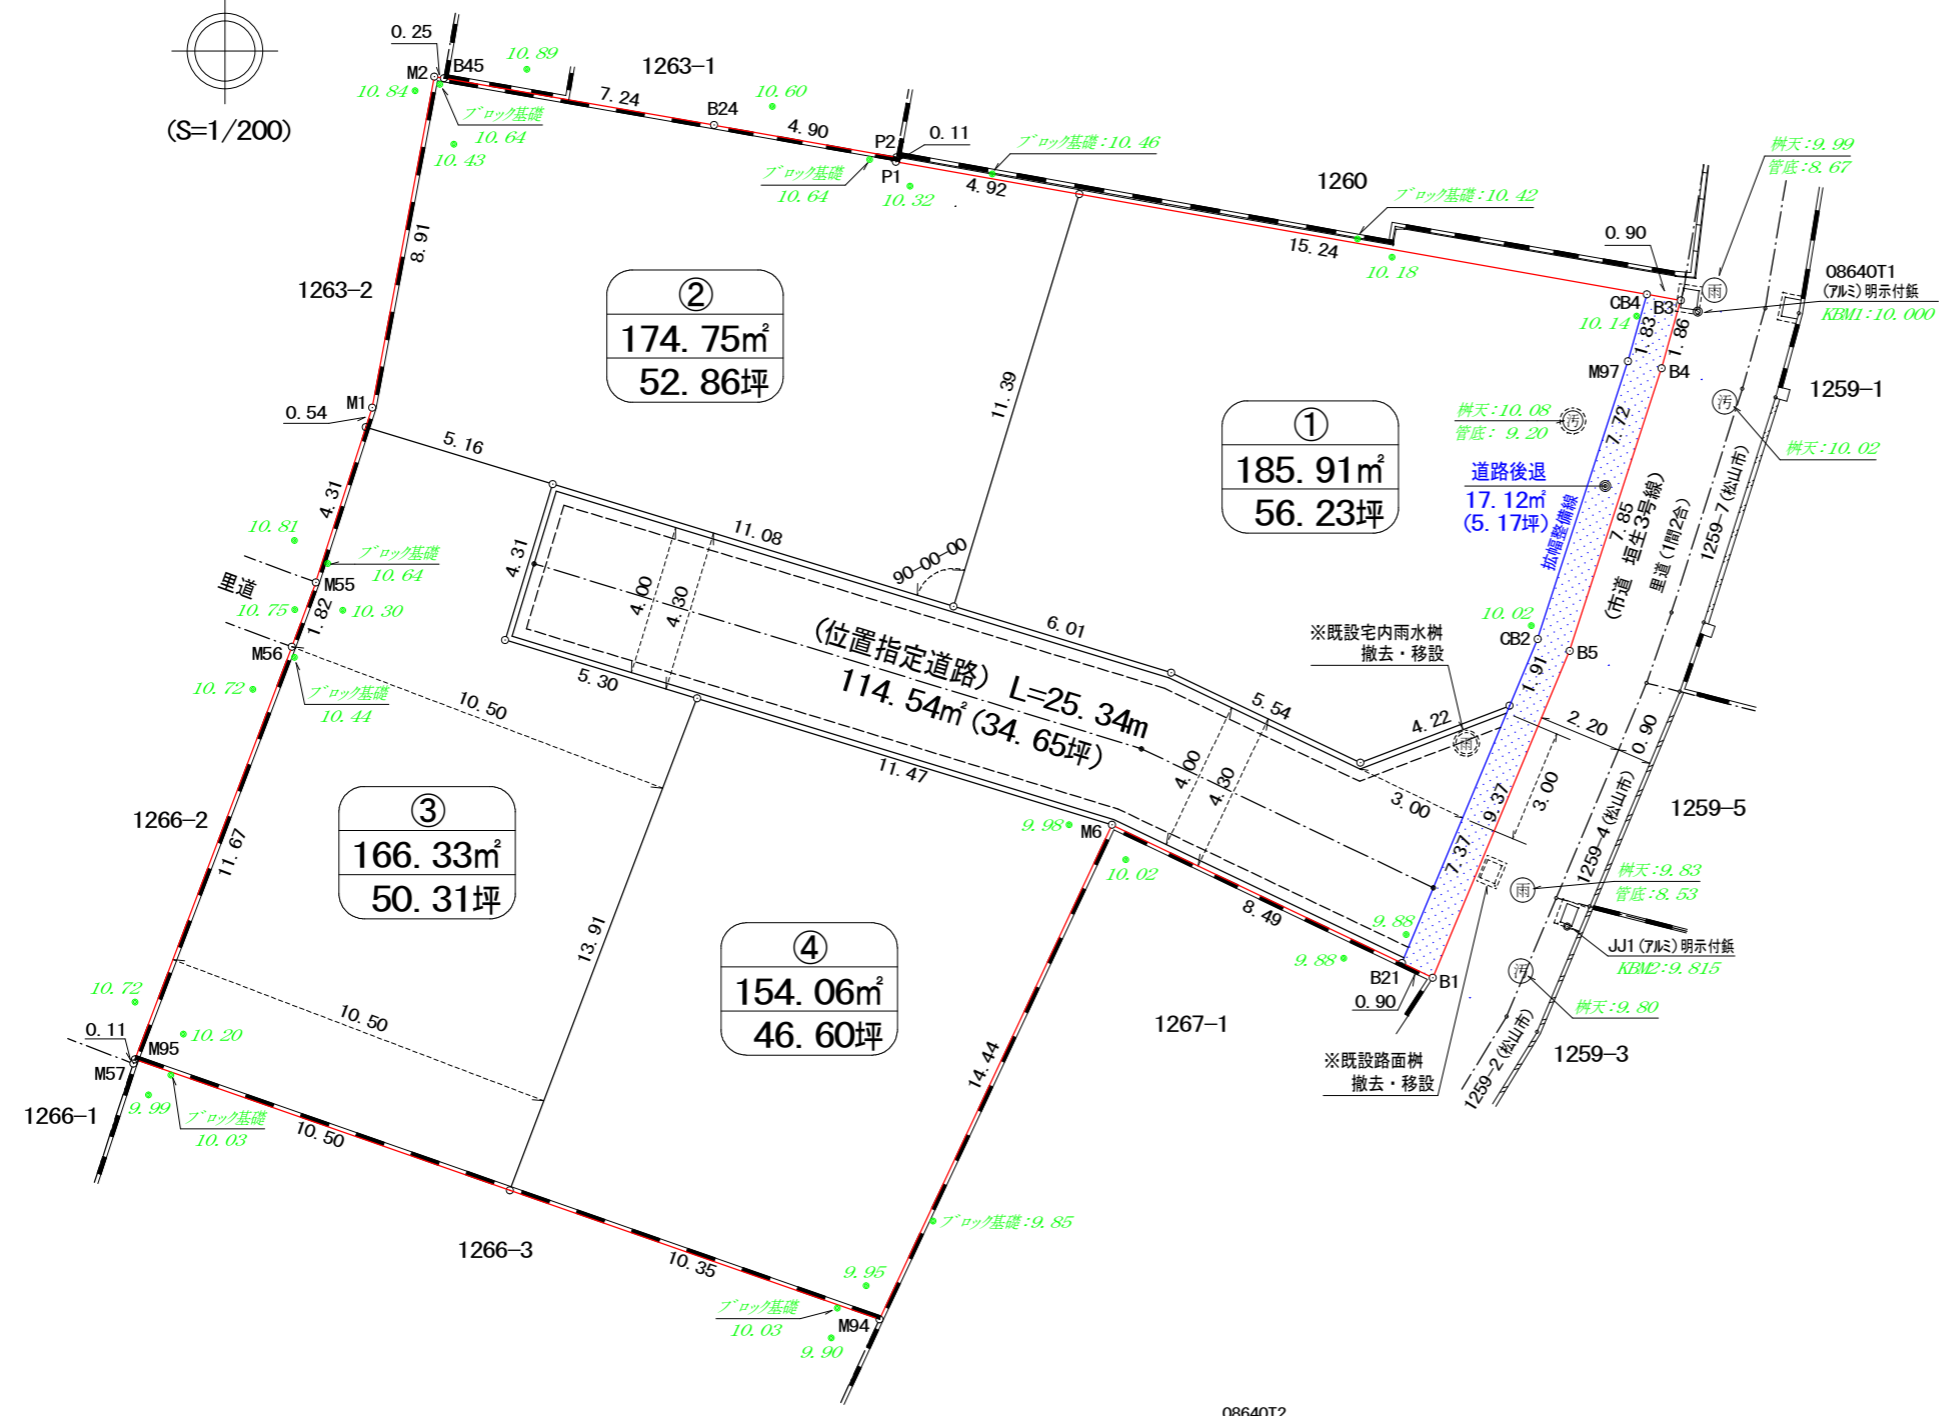 (S=1/200)
0.25
M2
B45
10.89
1263-1
10.84
ブロック基礎
10.64
10.43
7.24
B24
10.60
4.90
P2
0.11
P1
ブロック基礎
10.64
10.32
ブロック基礎:10.46
4.92
1260
ブロック基礎:10.42
15.24
10.18
0.90
桝天:9.99
管底:8.67
雨
08640T1
(アルミ)明示付鋲
KBM1:10.000
CB4
B3
10.14
1.83
1.86
M97
B4
1259-1
8.91
1263-2
②
174.75㎡
52.86坪
11.39
①
185.91㎡
56.23坪
桝天:10.08
管底: 9.20
汚
汚
桝天:10.02
7.72
道路後退
17.12㎡
(5.17坪)
拡幅整備線
7.85
(市道 垣生3号線)
里道(1間2合)
1259-7(松山市)
M1
0.54
5.16
4.31
10.81
ブロック基礎
10.64
里道
M55
10.75
1.82
10.30
M56
10.72
ブロック基礎
10.44
4.31
4.00
4.30
11.08
90-00-00
6.01
(位置指定道路) L=25.34m
114.54㎡(34.65坪)
5.30
10.50
11.47
5.54
4.00
4.30
※既設宅内雨水桝
撤去・移設
雨
4.22
10.02
CB2
B5
1.91
2.20
0.90
3.00
3.00
9.37
7.37
1259-4(松山市)
1259-5
1266-2
11.67
③
166.33㎡
50.31坪
13.91
④
154.06㎡
46.60坪
9.98
M6
10.02
8.49
9.88
9.88
B21
B1
0.90
雨
桝天:9.83
管底:8.53
JJ1(アルミ)明示付鋲
KBM2:9.815
汚
桝天:9.80
1259-3
1259-2(松山市)
※既設路面桝
撤去・移設
1267-1
14.44
10.72
0.11
M95
10.20
M57
10.50
1266-1
9.99
ブロック基礎
10.03
10.50
1266-3
10.35
ブロック基礎:9.85
9.95
ブロック基礎
10.03
M94
9.90
08640T2